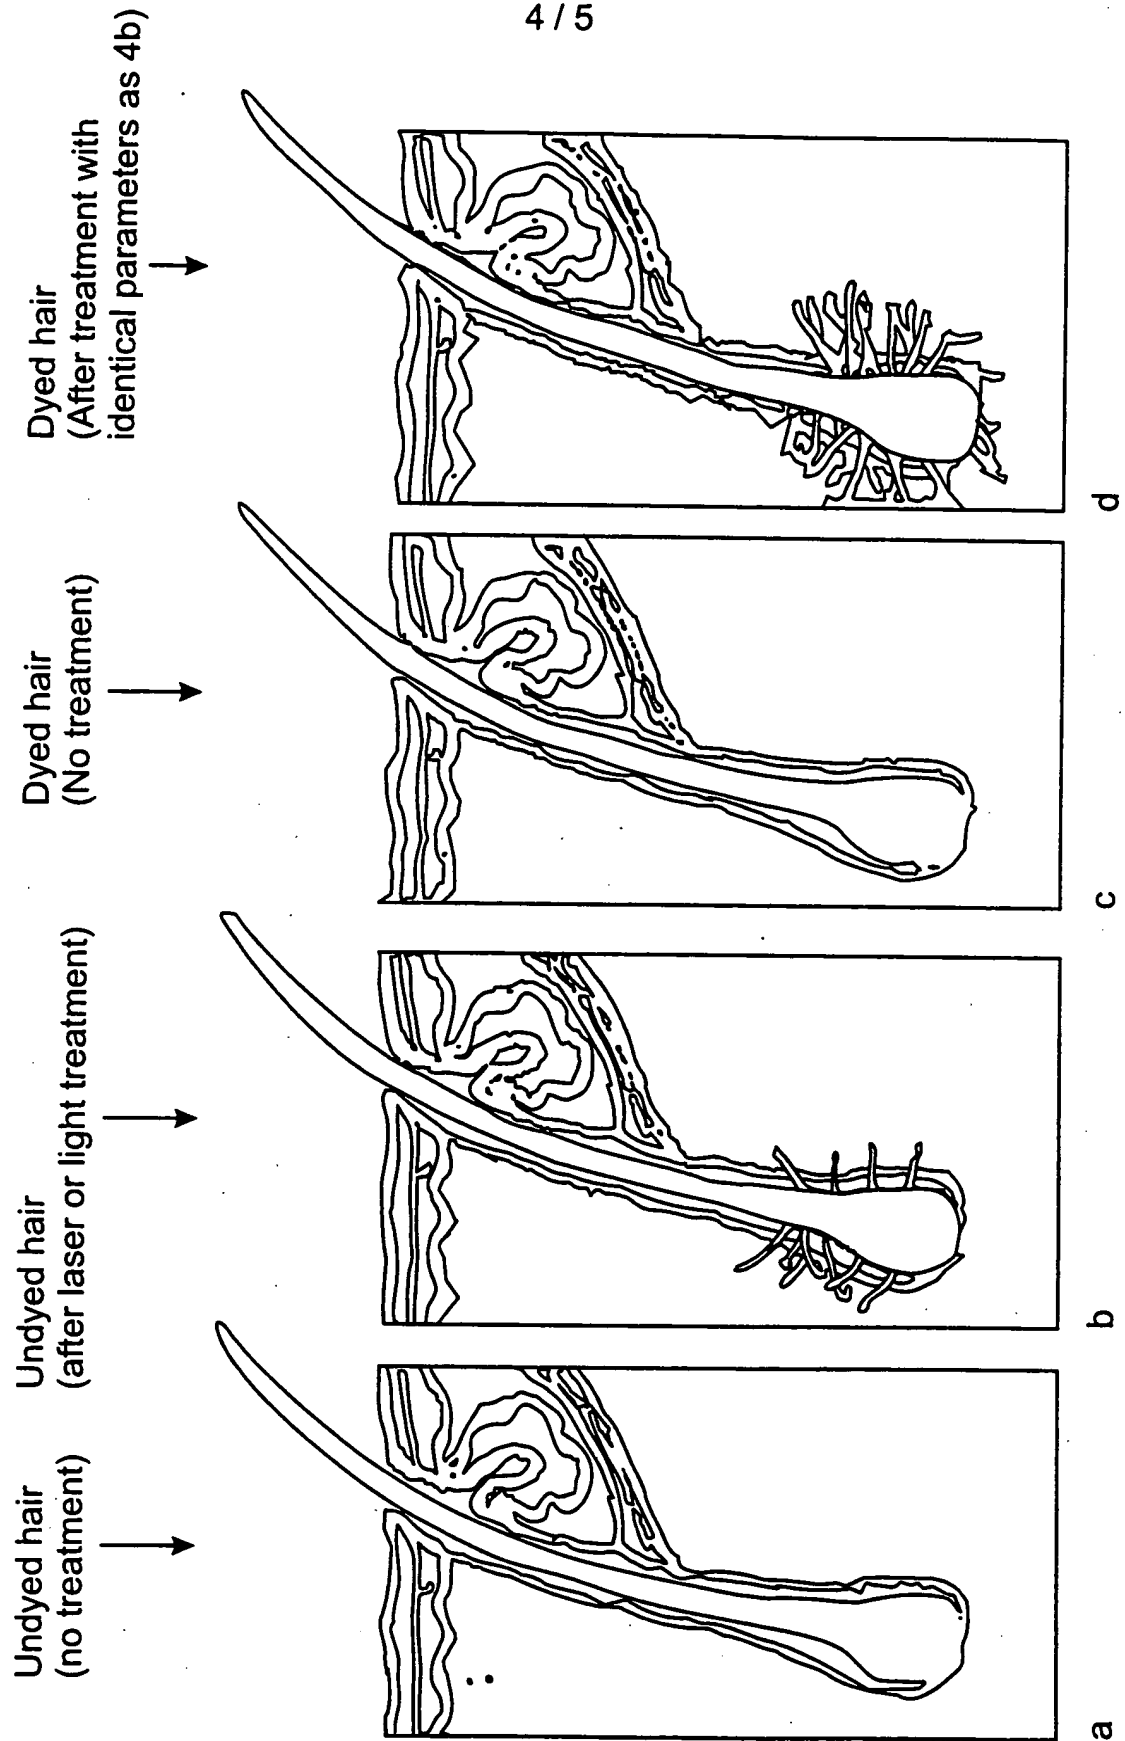 4 / 5
Undyed hair
(no treatment)
Undyed hair
(after laser or light treatment)
Dyed hair
(No treatment)
Dyed hair
(After treatment with
identical parameters as 4b)
a
b
c
d